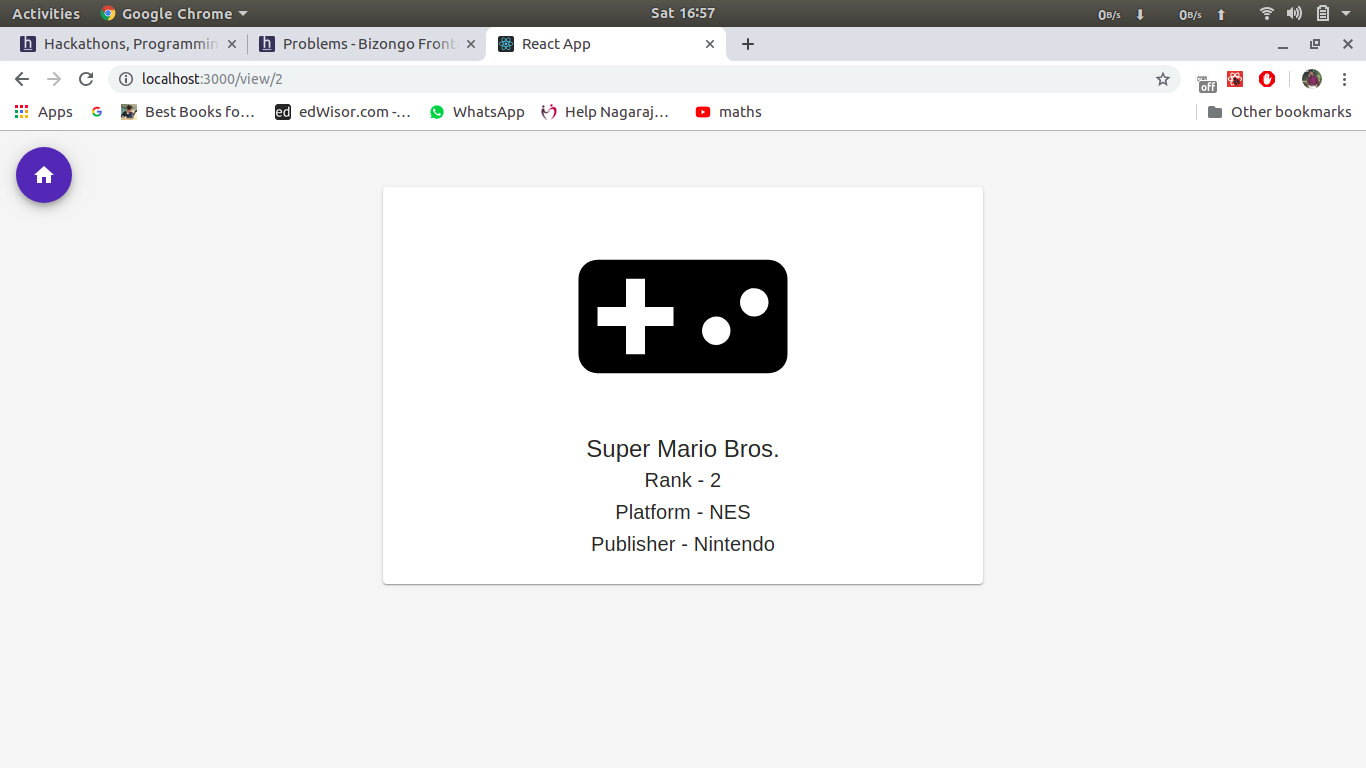 Activities Google Chrome Sat 16:57 0B/s 0B/s
h Hackathons, Programmin h Problems - Bizongo Front React App
localhost:3000/view/2 off
Apps G Best Books fo... ed edWisor.com -... WhatsApp Help Nagaraj... maths Other bookmarks
Super Mario Bros.
Rank - 2
Platform - NES
Publisher - Nintendo